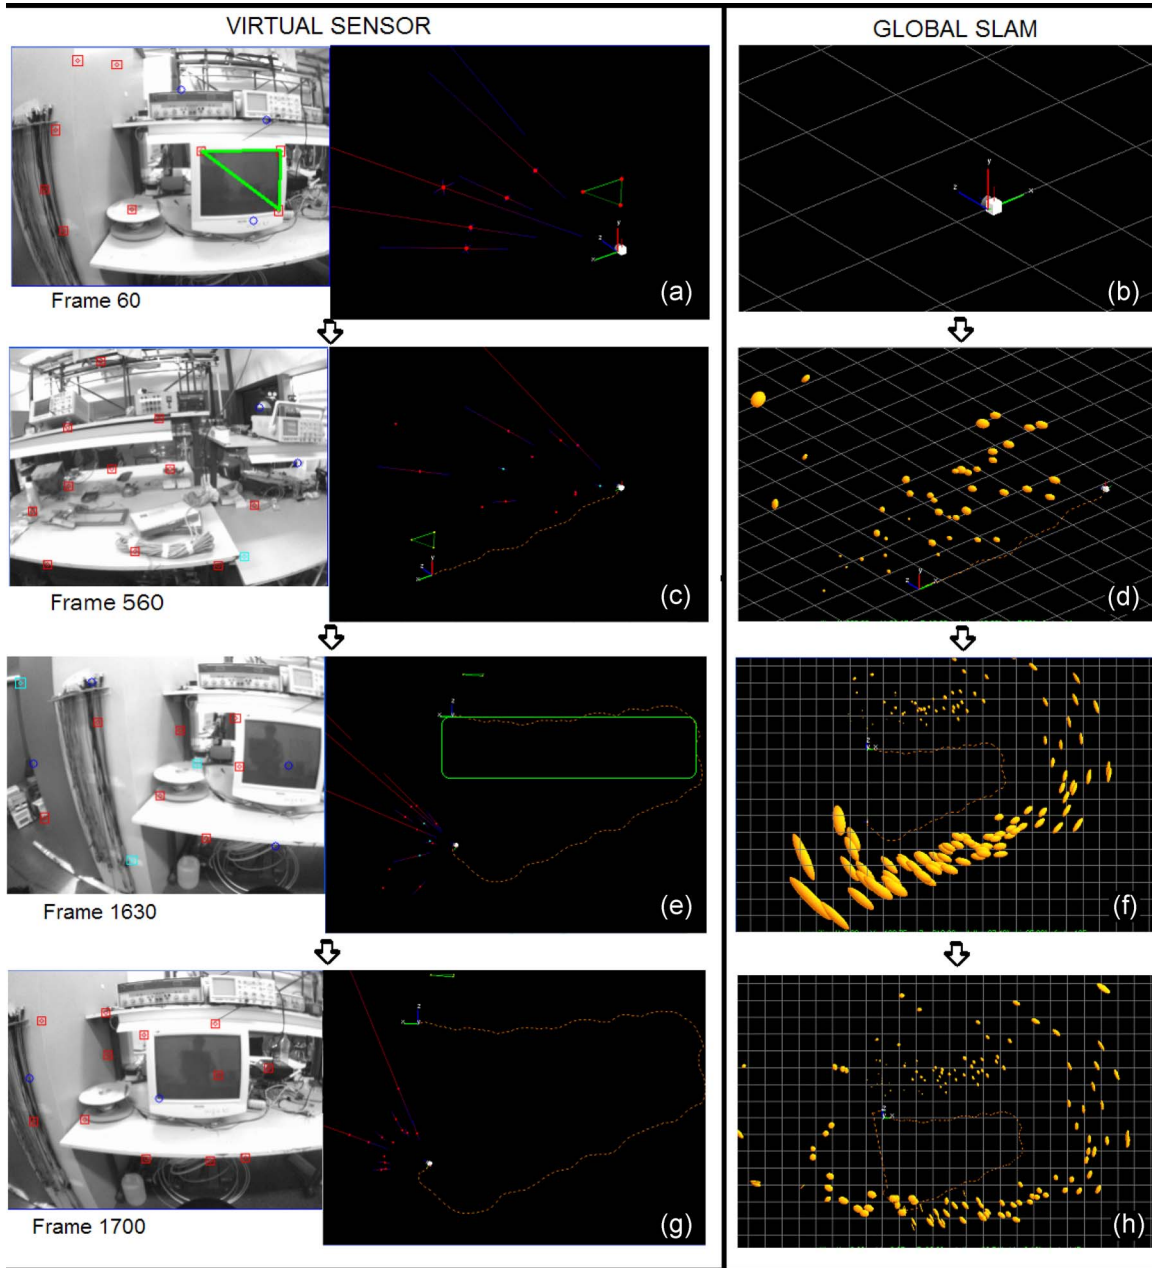 VIRTUAL SENSOR
GLOBAL SLAM
Frame 60
(a)
z
y
x
(b)
z
y
x
Frame 560
(c)
z
y
x
(d)
z
y
x
Frame 1630
(e)
x
z
y
(f)
z
x
Frame 1700
(g)
x
z
y
(h)
z
x